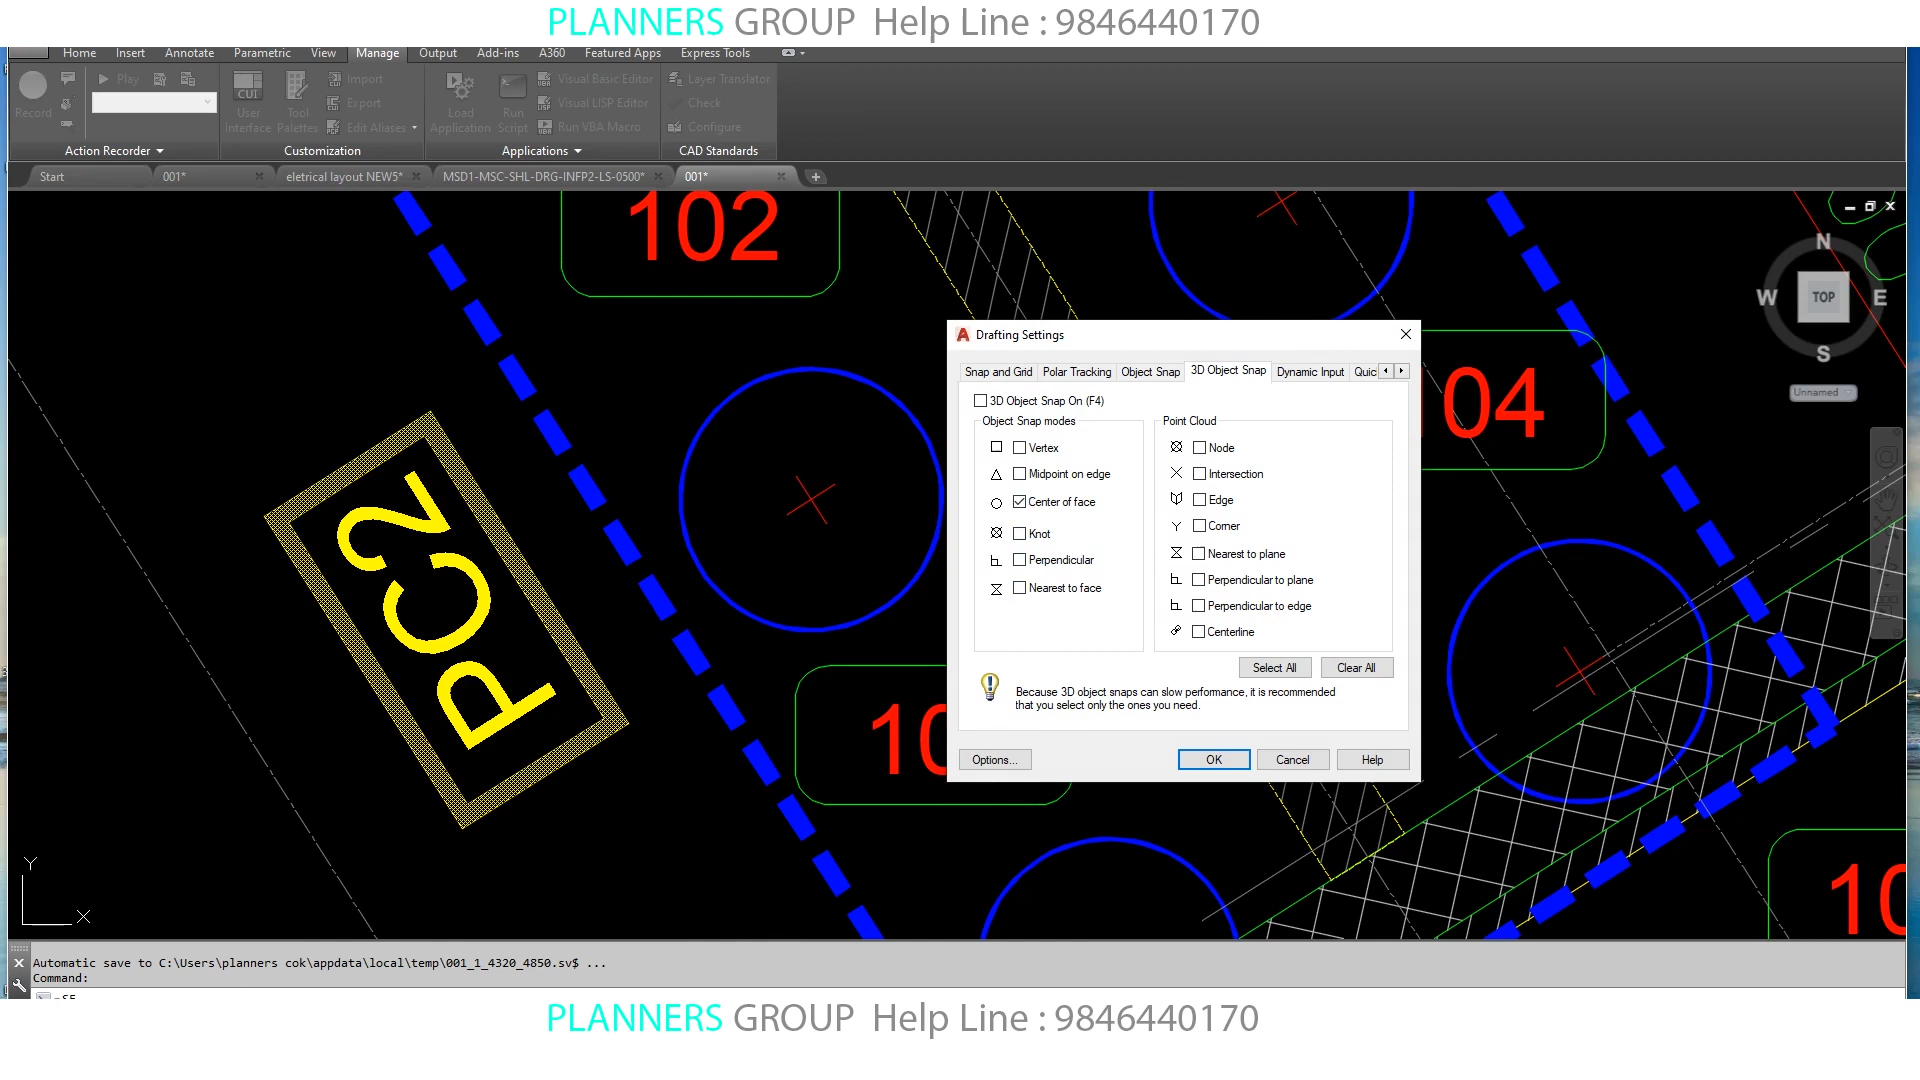 PLANNERS GROUP Help Line : 9846440170
Home Insert Annotate Parametric View Manage Output Add-ins A360 Featured Apps Express Tools
Play Import Visual Basic Editor Layer Translator
CUI Export Visual LISP Editor Check
Record User Interface Tool Palettes Edit Aliases Load Application Run Script Run VBA Macro Configure
Action Recorder Customization Applications CAD Standards
Start 001* eletrical layout NEW5* MSD1-MSC-SHL-DRG-INFP2-LS-0500* 001*
102
N
W TOP E
S
Unnamed
Drafting Settings
Snap and Grid Polar Tracking Object Snap 3D Object Snap Dynamic Input Quic
3D Object Snap On (F4)
Object Snap modes Point Cloud
Vertex Node
Midpoint on edge Intersection
Center of face Edge
Knot Corner
Perpendicular Nearest to plane
Nearest to face Perpendicular to plane
Perpendicular to edge
Centerline
Select All Clear All
Because 3D object snaps can slow performance, it is recommended
that you select only the ones you need.
Options... OK Cancel Help
04
PC2
10
10
Y
X
Automatic save to C:\Users\planners cok\appdata\local\temp\001_1_4320_4850.sv$ ...
Command:
PLANNERS GROUP Help Line : 9846440170